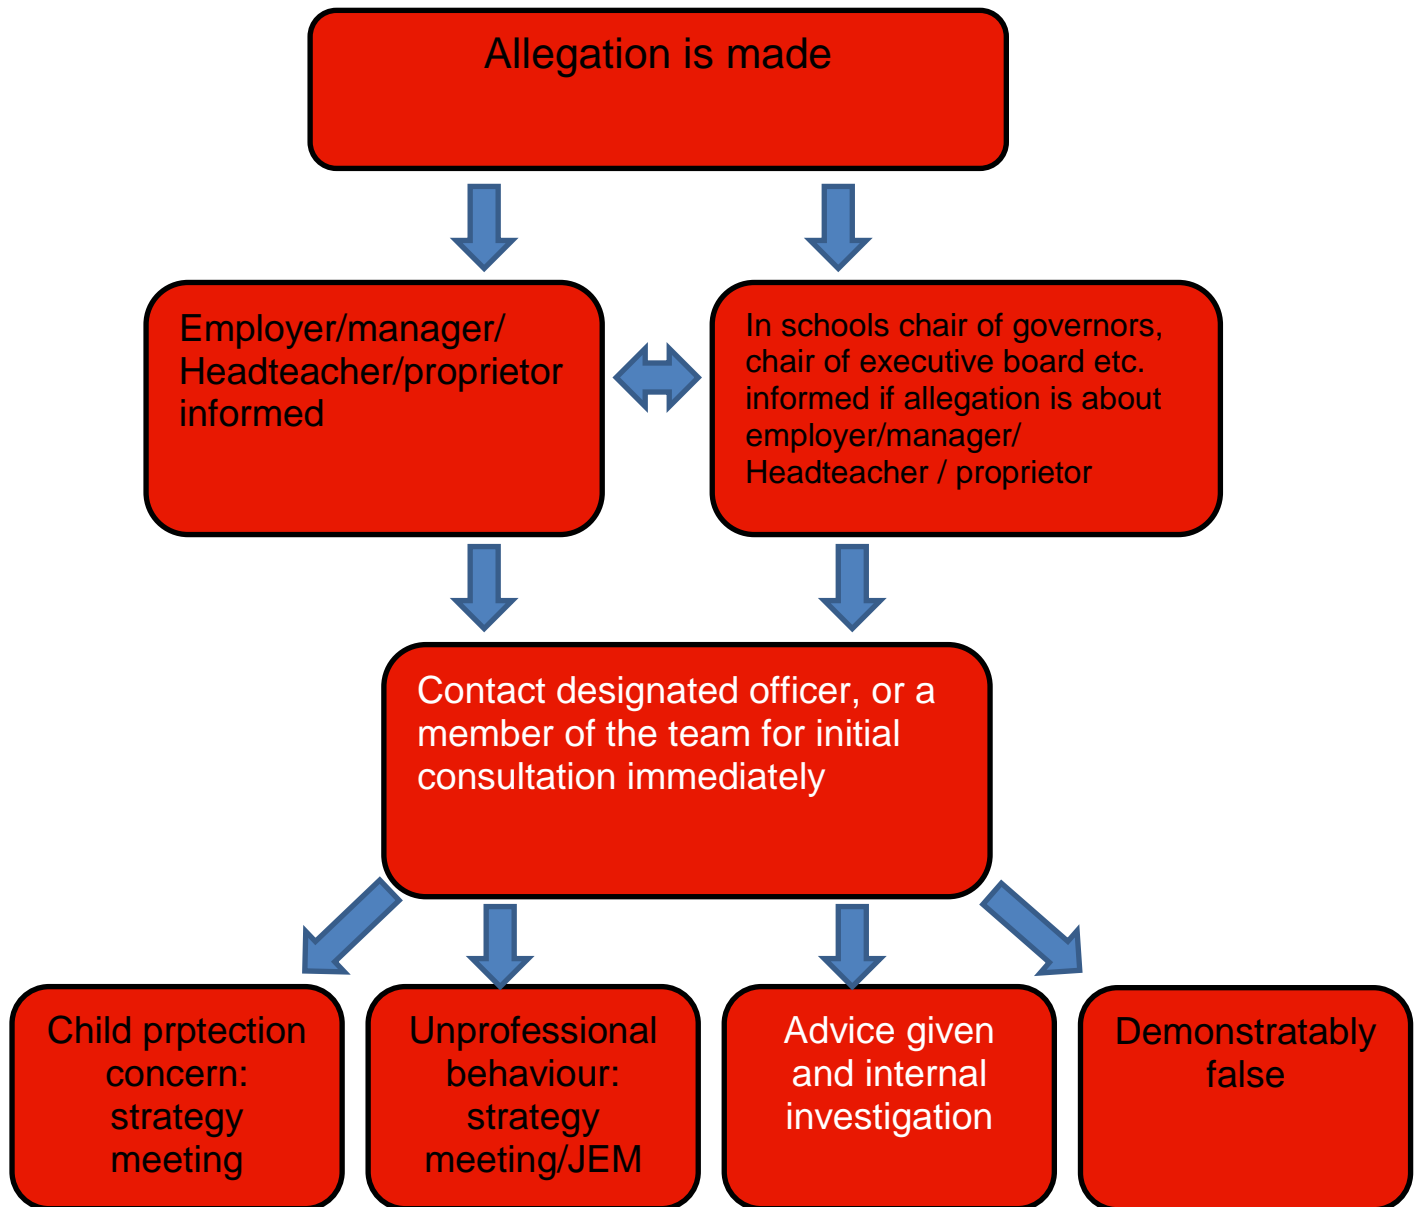 Allegation is made
Employer/manager/
Headteacher/proprietor
informed
In schools chair of governors,
chair of executive board etc.
informed if allegation is about
employer/manager/
Headteacher / proprietor
Contact designated officer, or a
member of the team for initial
consultation immediately
Child prptection
concern:
strategy
meeting
Unprofessional
behaviour:
strategy
meeting/JEM
Advice given
and internal
investigation
Demonstratably
false